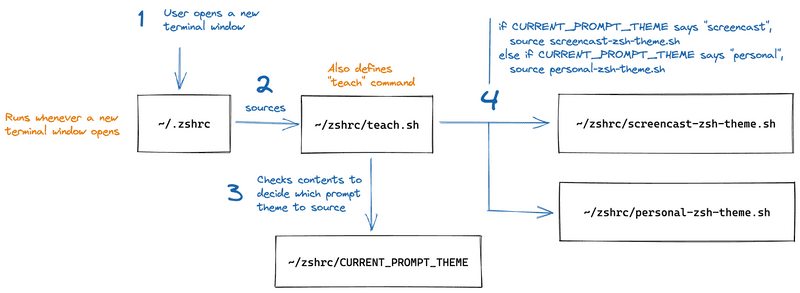 1
User opens a new
terminal window
if CURRENT_PROMPT_THEME says "screencast",
source screencast-zsh-theme.sh
else if CURRENT_PROMPT_THEME says "personal",
source personal-zsh-theme.sh
2
sources
Also defines
"teach" command
4
Runs whenever a new
terminal window opens
~/.zshrc
~/zshrc/teach.sh
~/zshrc/screencast-zsh-theme.sh
3
Checks contents to
decide which prompt
theme to source
~/zshrc/personal-zsh-theme.sh
~/zshrc/CURRENT_PROMPT_THEME